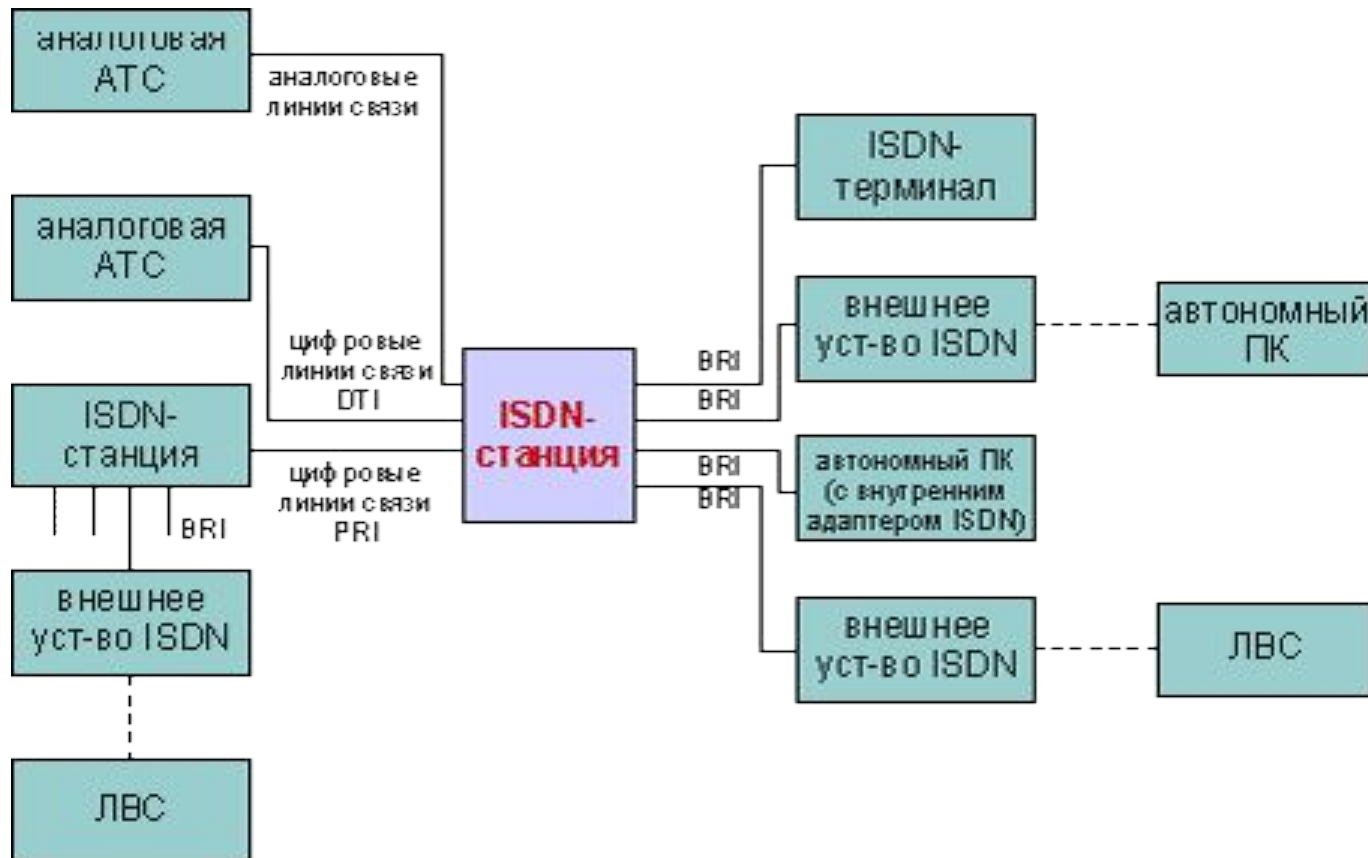 аналоговая
АТС
аналоговые
линии связи
аналоговая
АТС
цифровые
линии связи
DTI
ISDN-
станция
цифровые
линии связи
PRI
BRI
внешнее
уст-во ISDN
ЛВС
ISDN-
станция
BRI
BRI
BRI
BRI
ISDN-
терминал
внешнее
уст-во ISDN
автономный
ПК
автономный ПК
(с внутренним
адаптером ISDN)
внешнее
уст-во ISDN
ЛВС